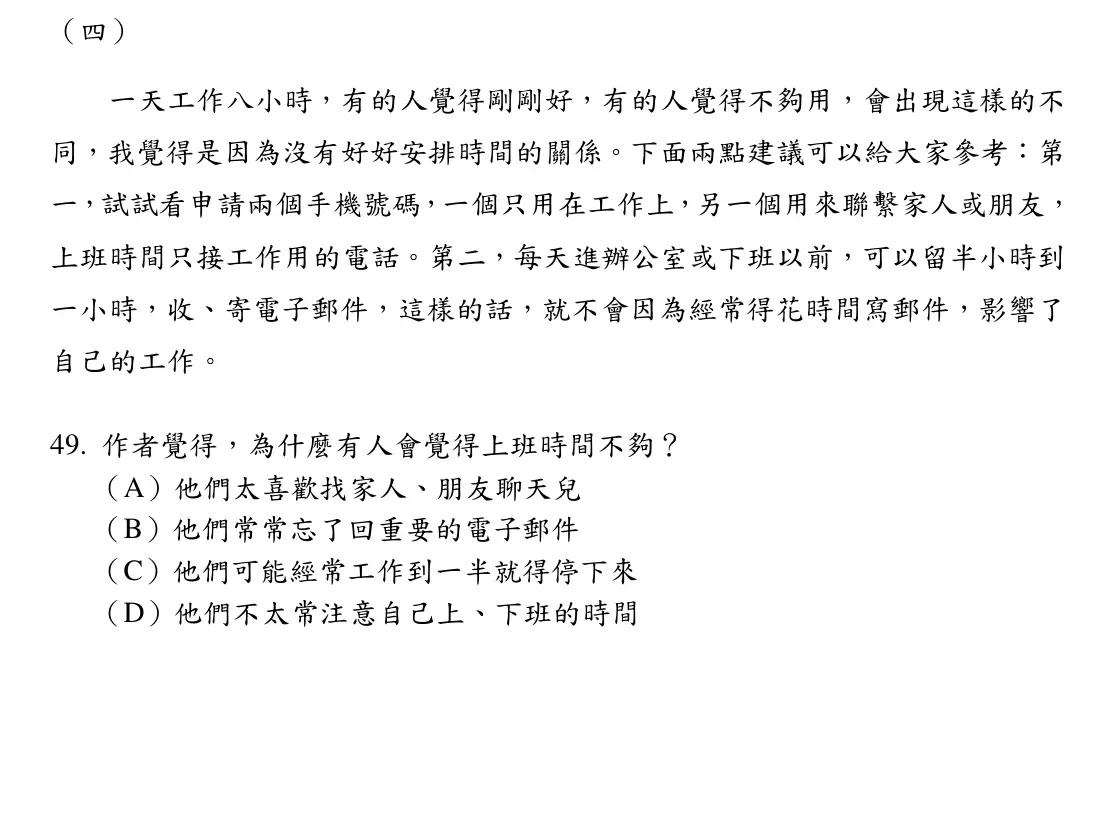 （四）
一天工作八小時，有的人覺得剛剛好，有的人覺得不夠用，會出現這樣的不
同，我覺得是因為沒有好好安排時間的關係。下面兩點建議可以給大家參考：第
一，試試看申請兩個手機號碼，一個只用在工作上，另一個用來聯繫家人或朋友，
上班時間只接工作用的電話。第二，每天進辦公室或下班以前，可以留半小時到
一小時，收、寄電子郵件，這樣的話，就不會因為經常得花時間寫郵件，影響了
自己的工作。
49. 作者覺得，為什麼有人會覺得上班時間不夠？
（A）他們太喜歡找家人、朋友聊天兒
（B）他們常常忘了回重要的電子郵件
（C）他們可能經常工作到一半就得停下來
（D）他們不太常注意自己上、下班的時間